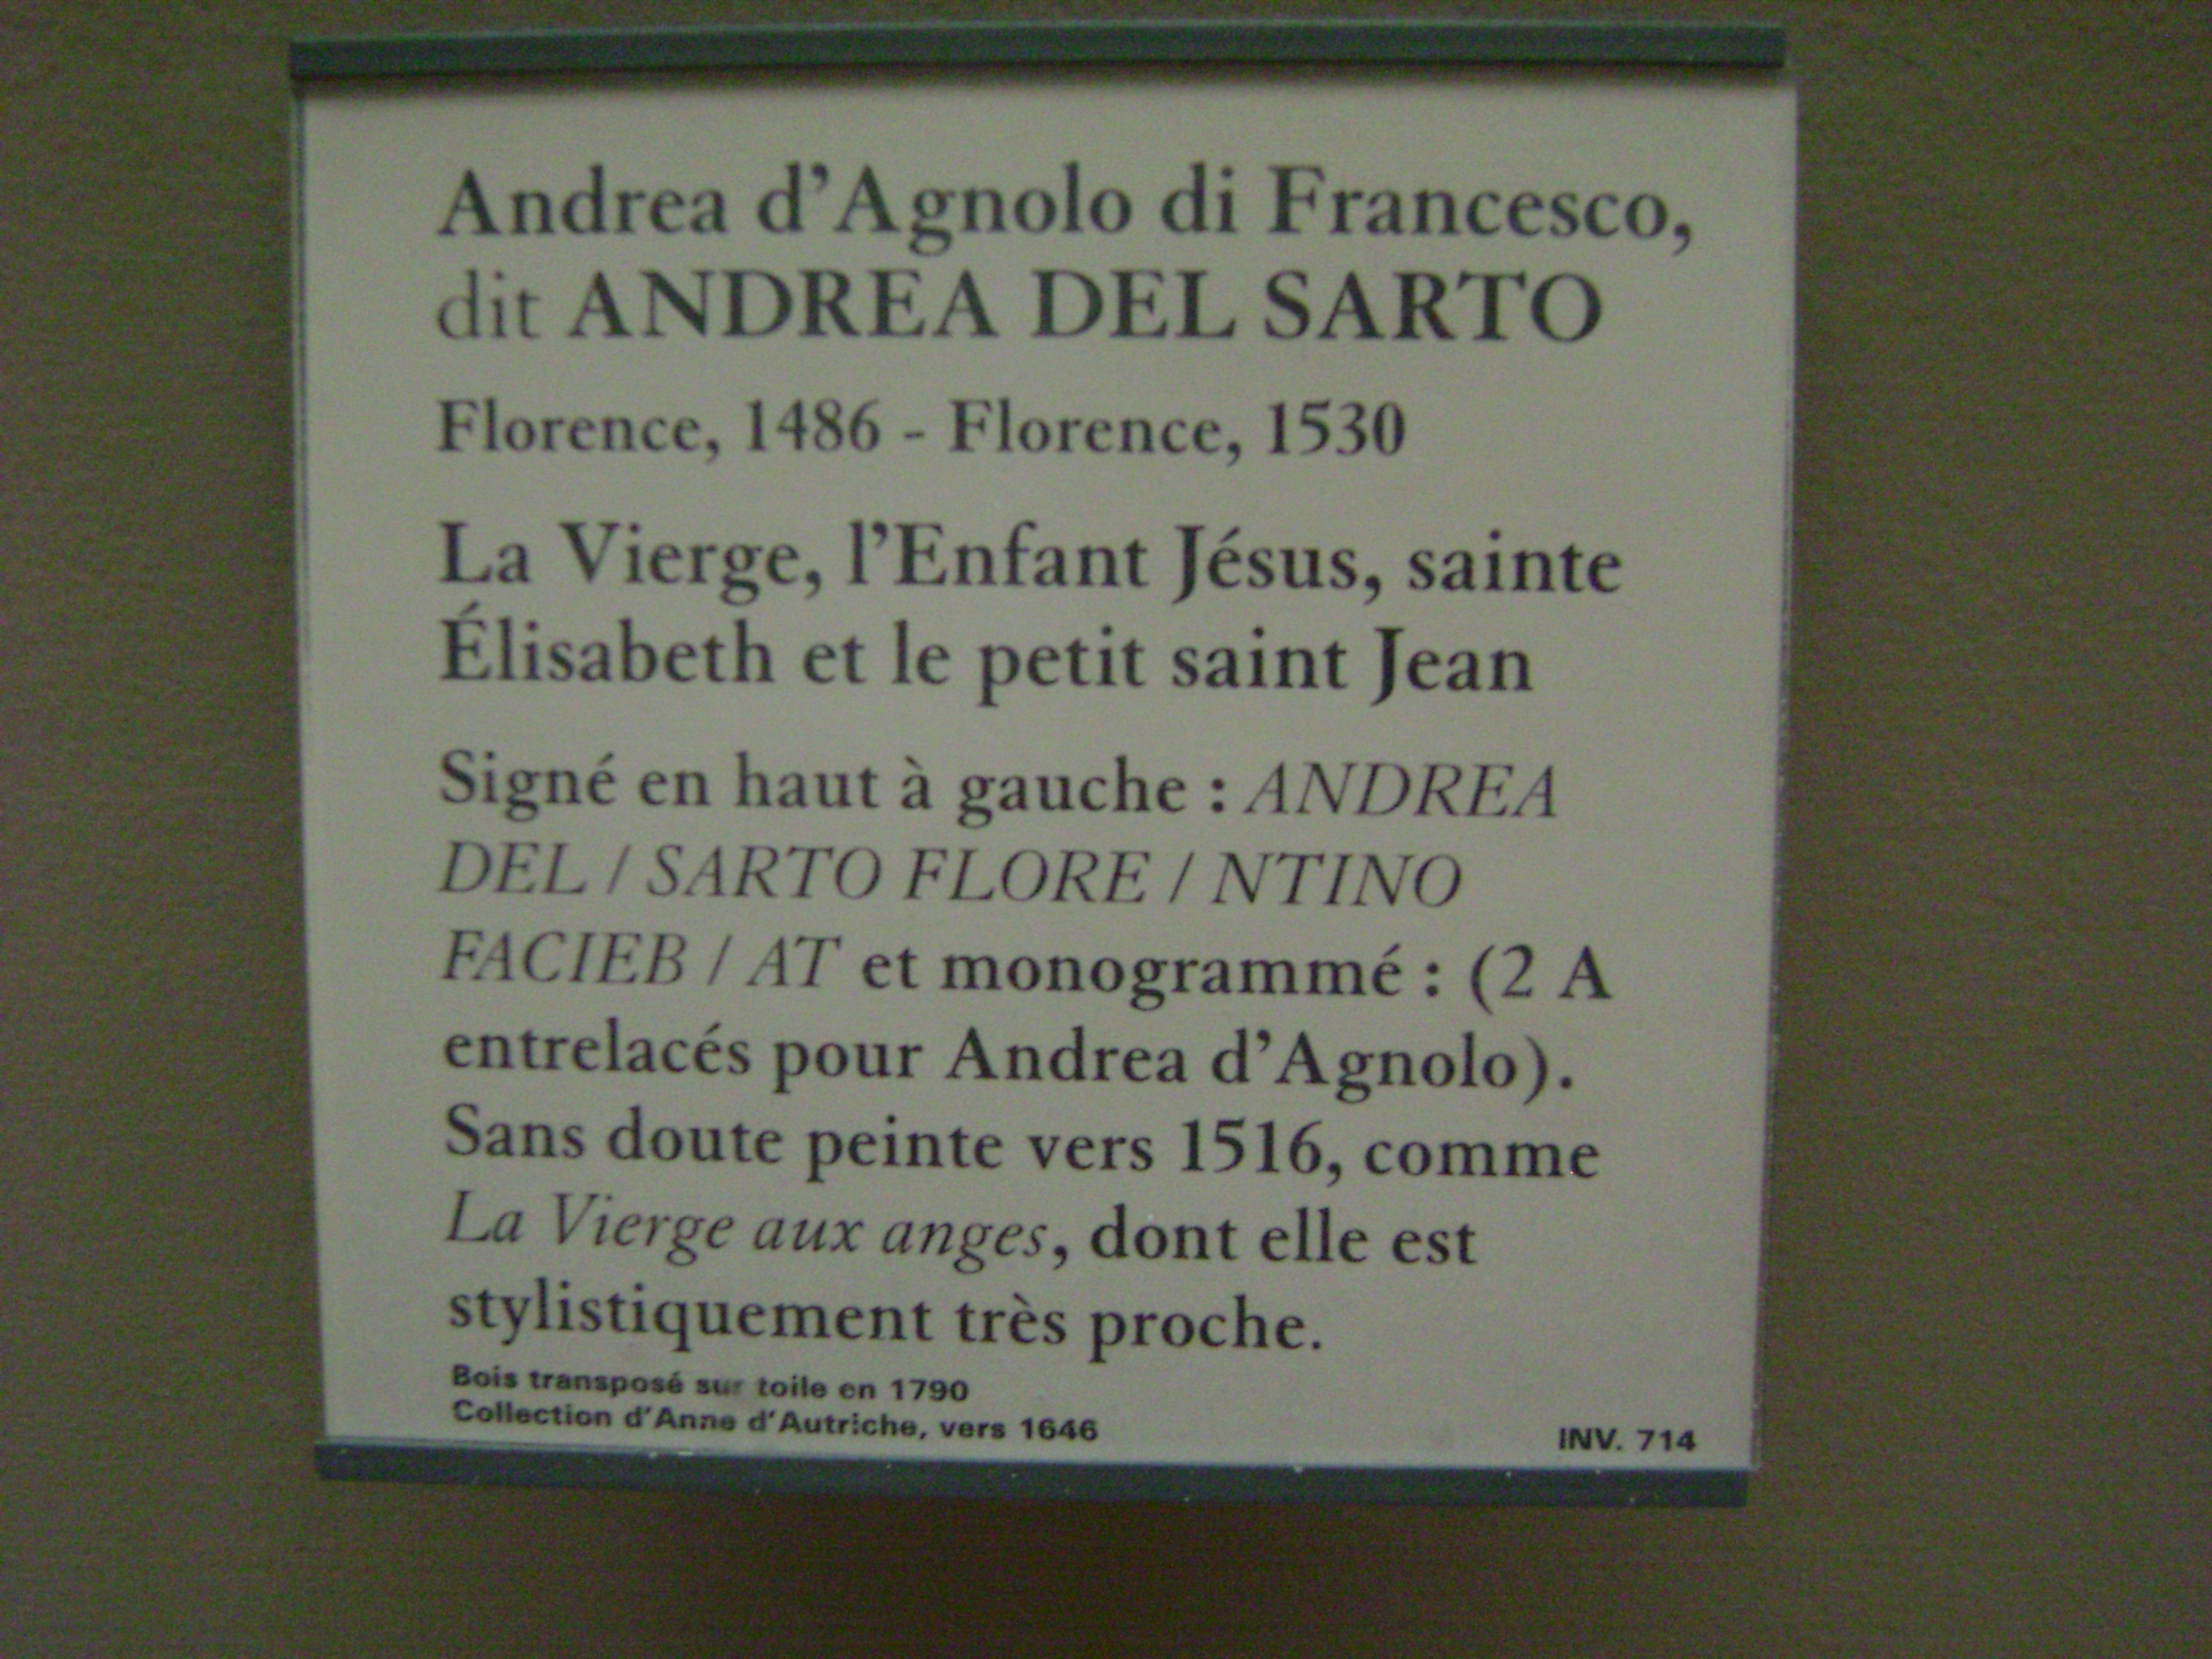 Andrea d'Agnolo di Francesco,
dit ANDREA DEL SARTO
Florence, 1486 - Florence, 1530
La Vierge, l'Enfant Jésus, sainte
Élisabeth et le petit saint Jean
Signé en haut à gauche : ANDREA
DEL / SARTO FLORE / NTINO
FACIEB / AT et monogrammé : (2 A
entrelacés pour Andrea d'Agnolo).
Sans doute peinte vers 1516, comme
La Vierge aux anges, dont elle est
stylistiquement très proche.
Bois transposé sur toile en 1790
Collection d'Anne d'Autriche, vers 1646
INV. 714